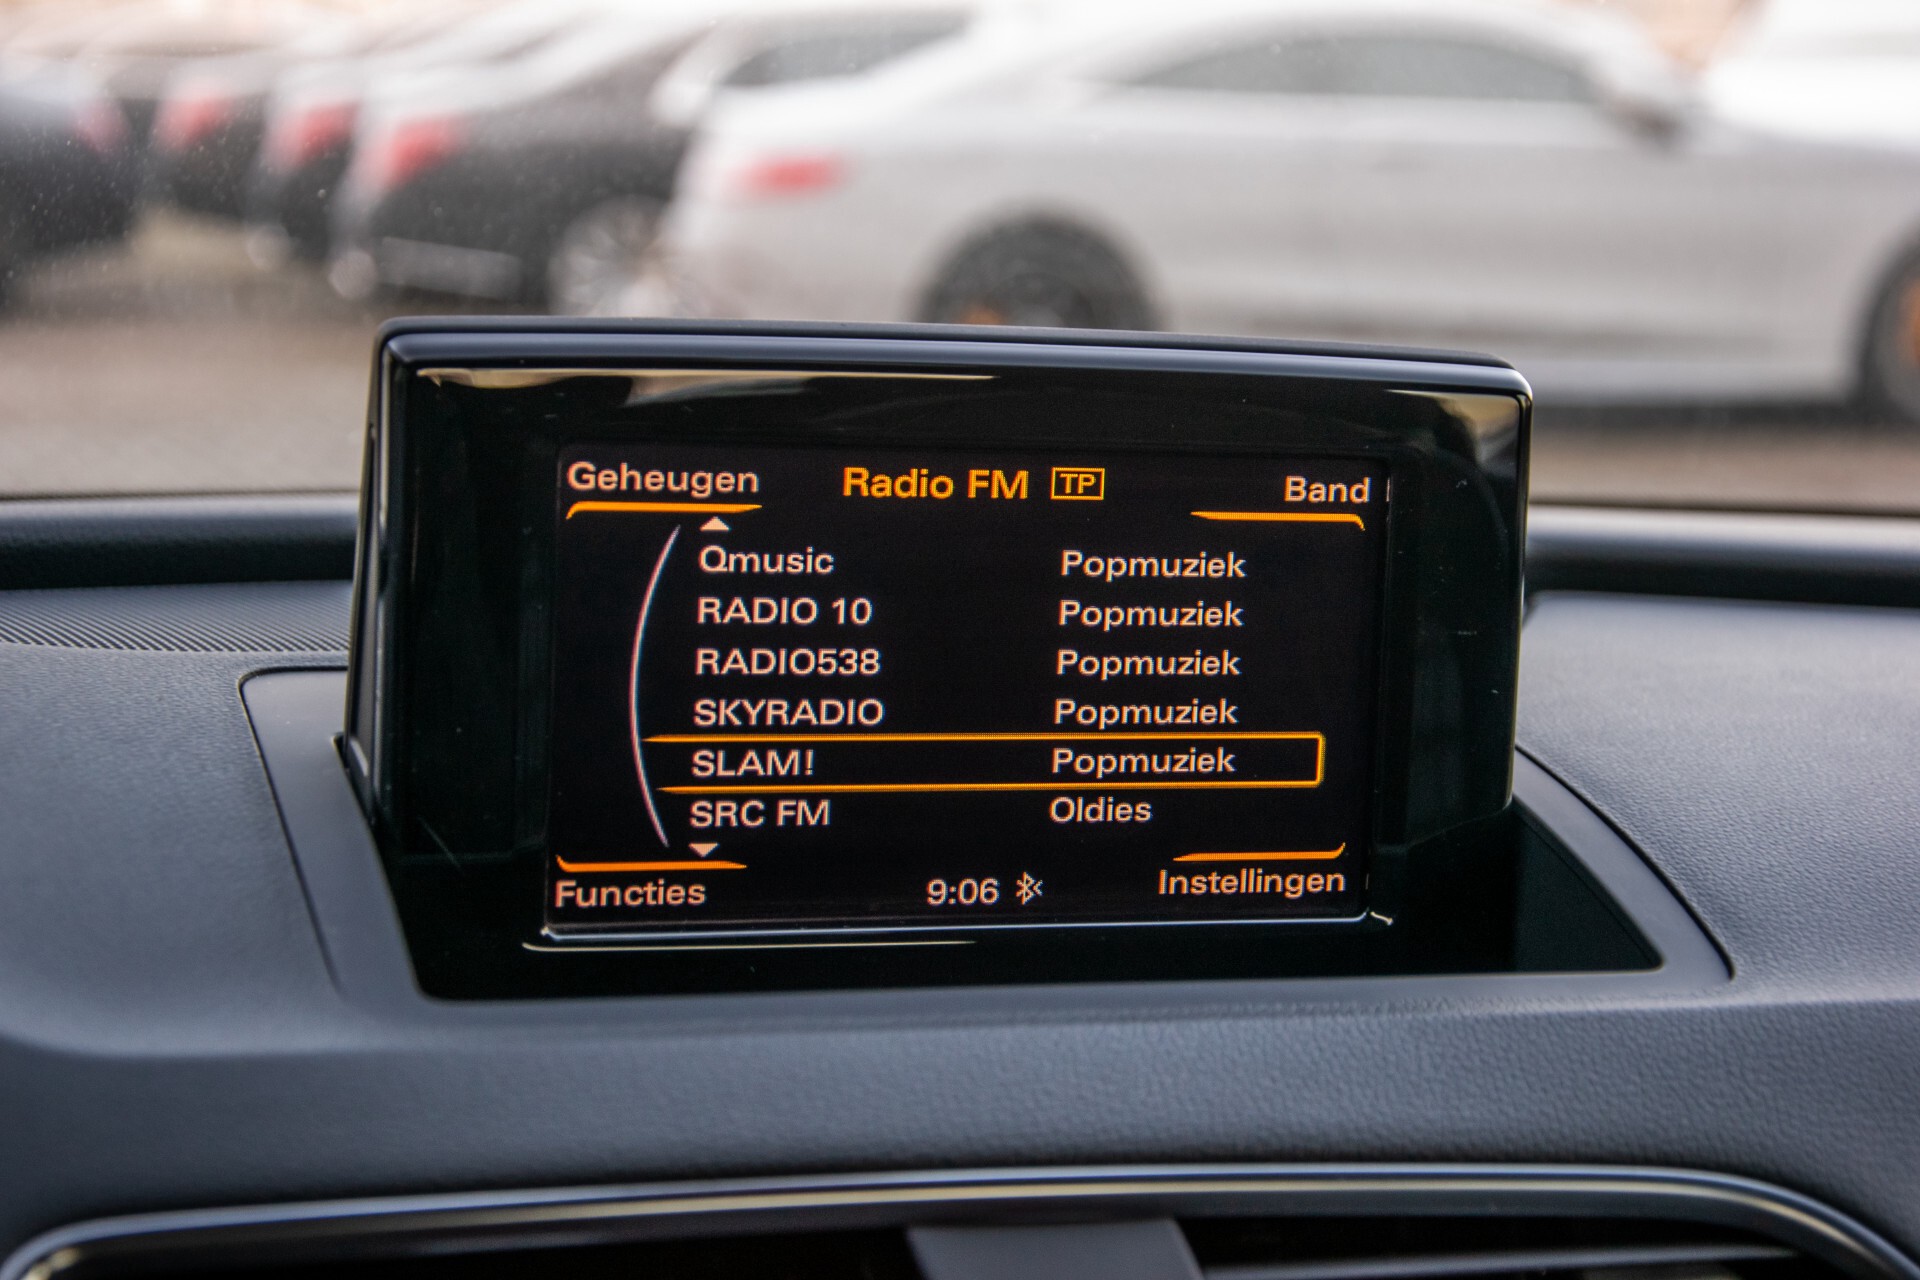 Geheugen Radio FM TP Band
Qmusic Popmuziek
RADIO 10 Popmuziek
RADIO538 Popmuziek
SKYRADIO Popmuziek
SLAM! Popmuziek
SRC FM Oldies
Functies 9:06 Instellingen